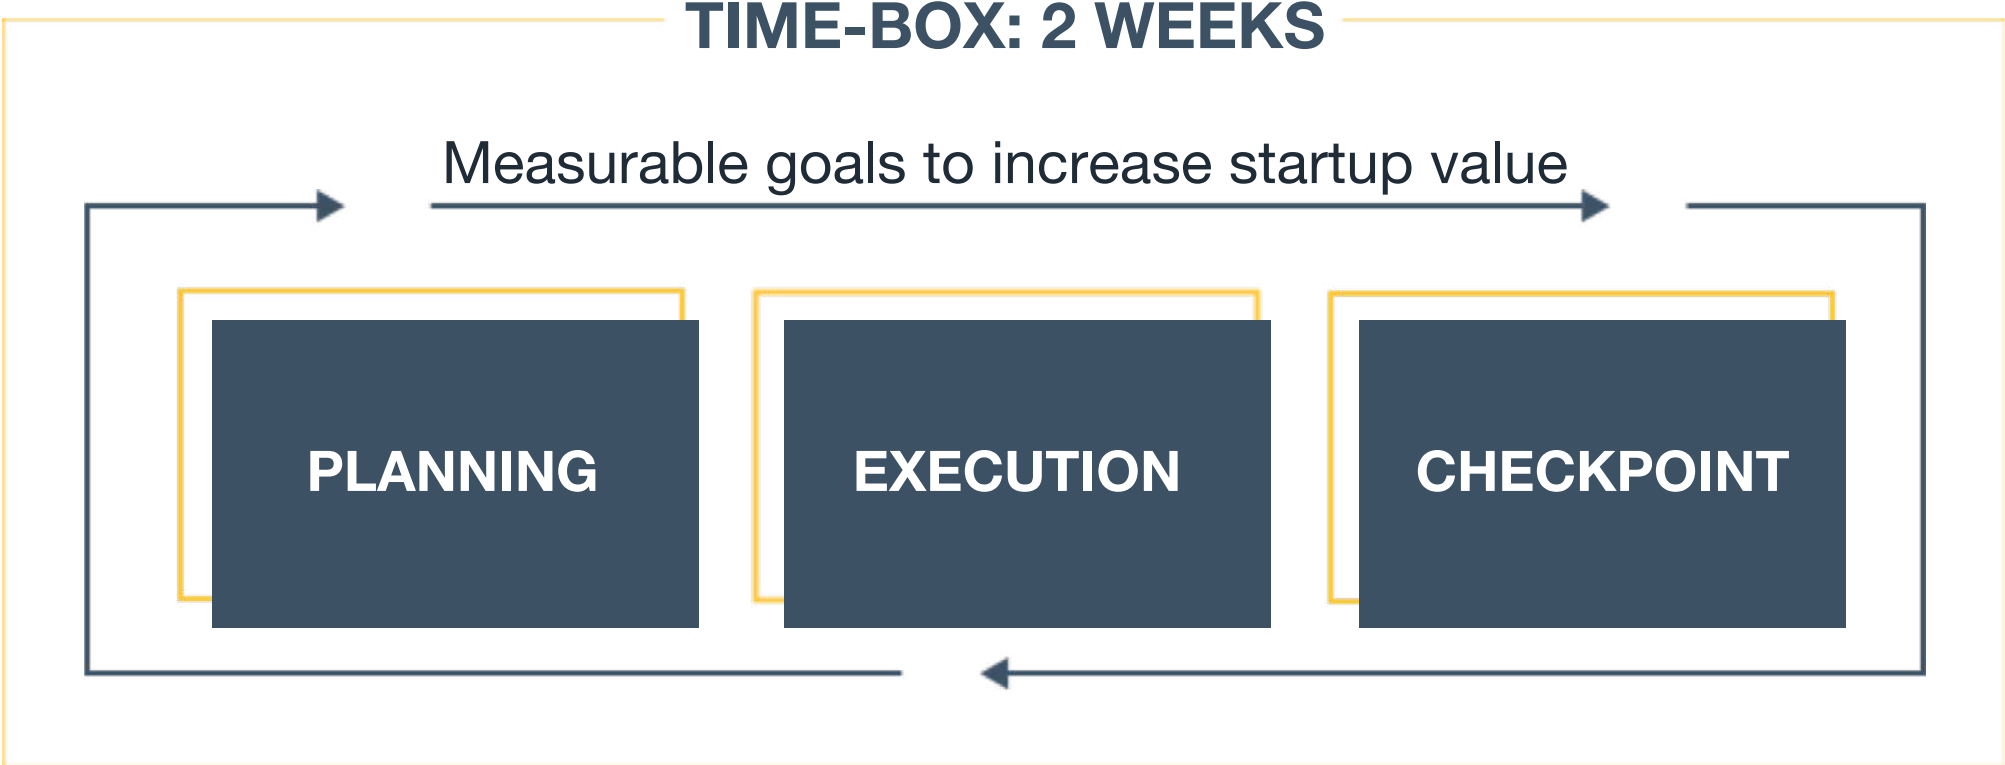 TIME-BOX: 2 WEEKS
Measurable goals to increase startup value
PLANNING
EXECUTION
CHECKPOINT